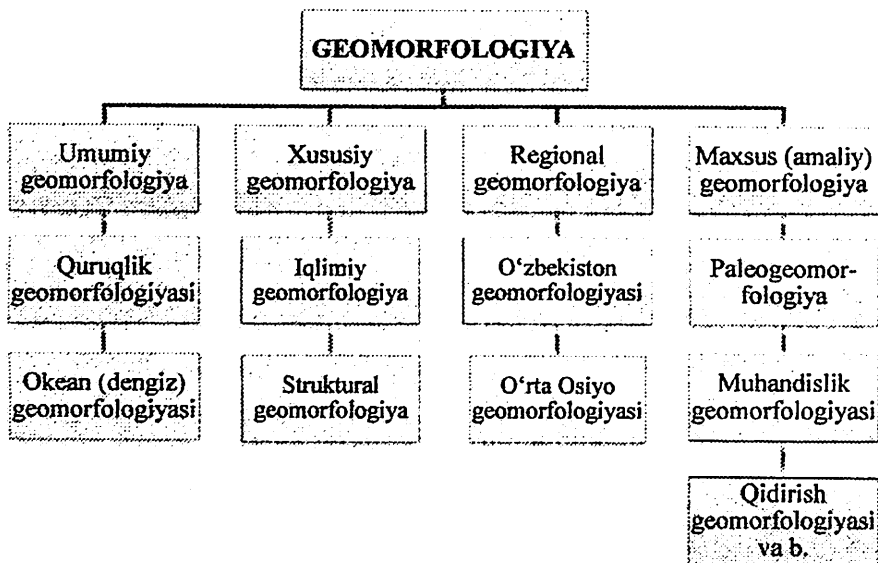 GEOMORFOLOGIYA
Umumiy
geomorfologiya
Xususiy
geomorfologiya
Regional
geomorfologiya
Maxsus (amaliy)
geomorfologiya
Quruqlik
geomorfologiyasi
Iqlimiy
geomorfologiya
O‘zbekiston
geomorfologiyasi
Paleogeomor-
fologiya
Okean (dengiz)
geomorfologiyasi
Struktural
geomorfologiya
O‘rta Osiyo
geomorfologiyasi
Muhandislik
geomorfologiyasi
Qidirish
geomorfologiyasi
va b.